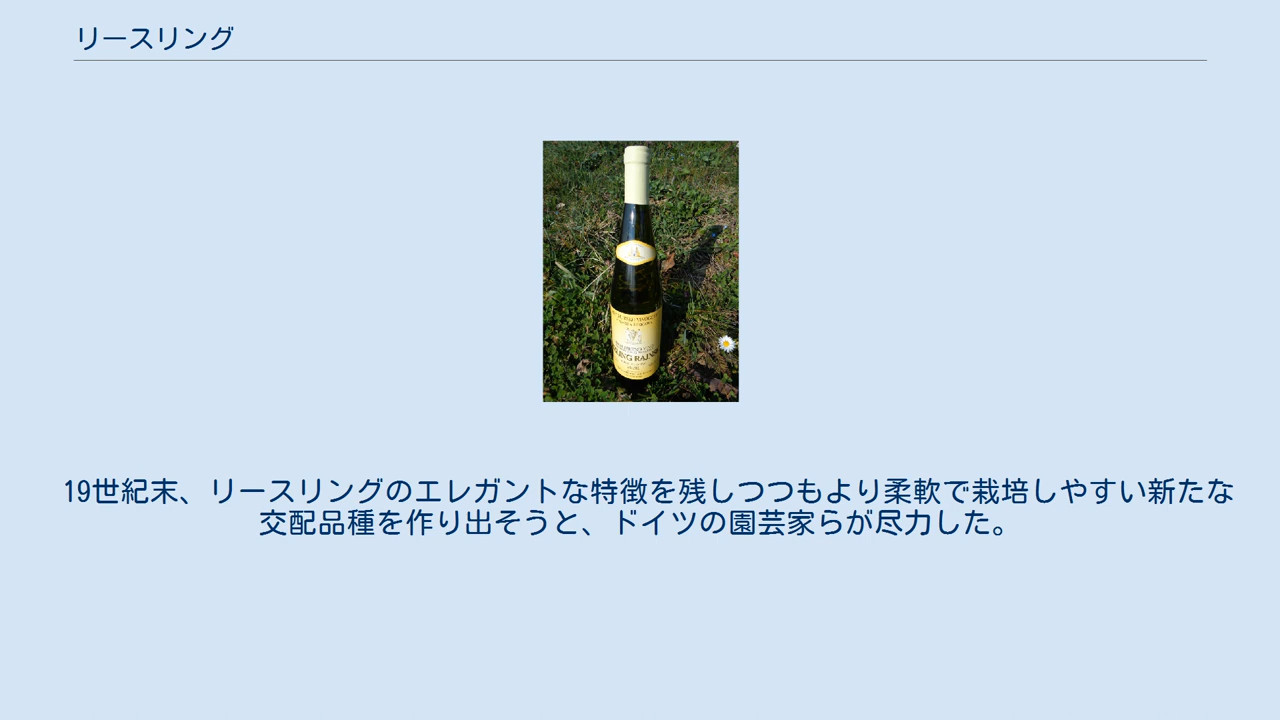 リースリング
19世紀末、リースリングのエレガントな特徴を残しつつもより柔軟で栽培しやすい新たな
交配品種を作り出そうと、ドイツの園芸家らが尽力した。